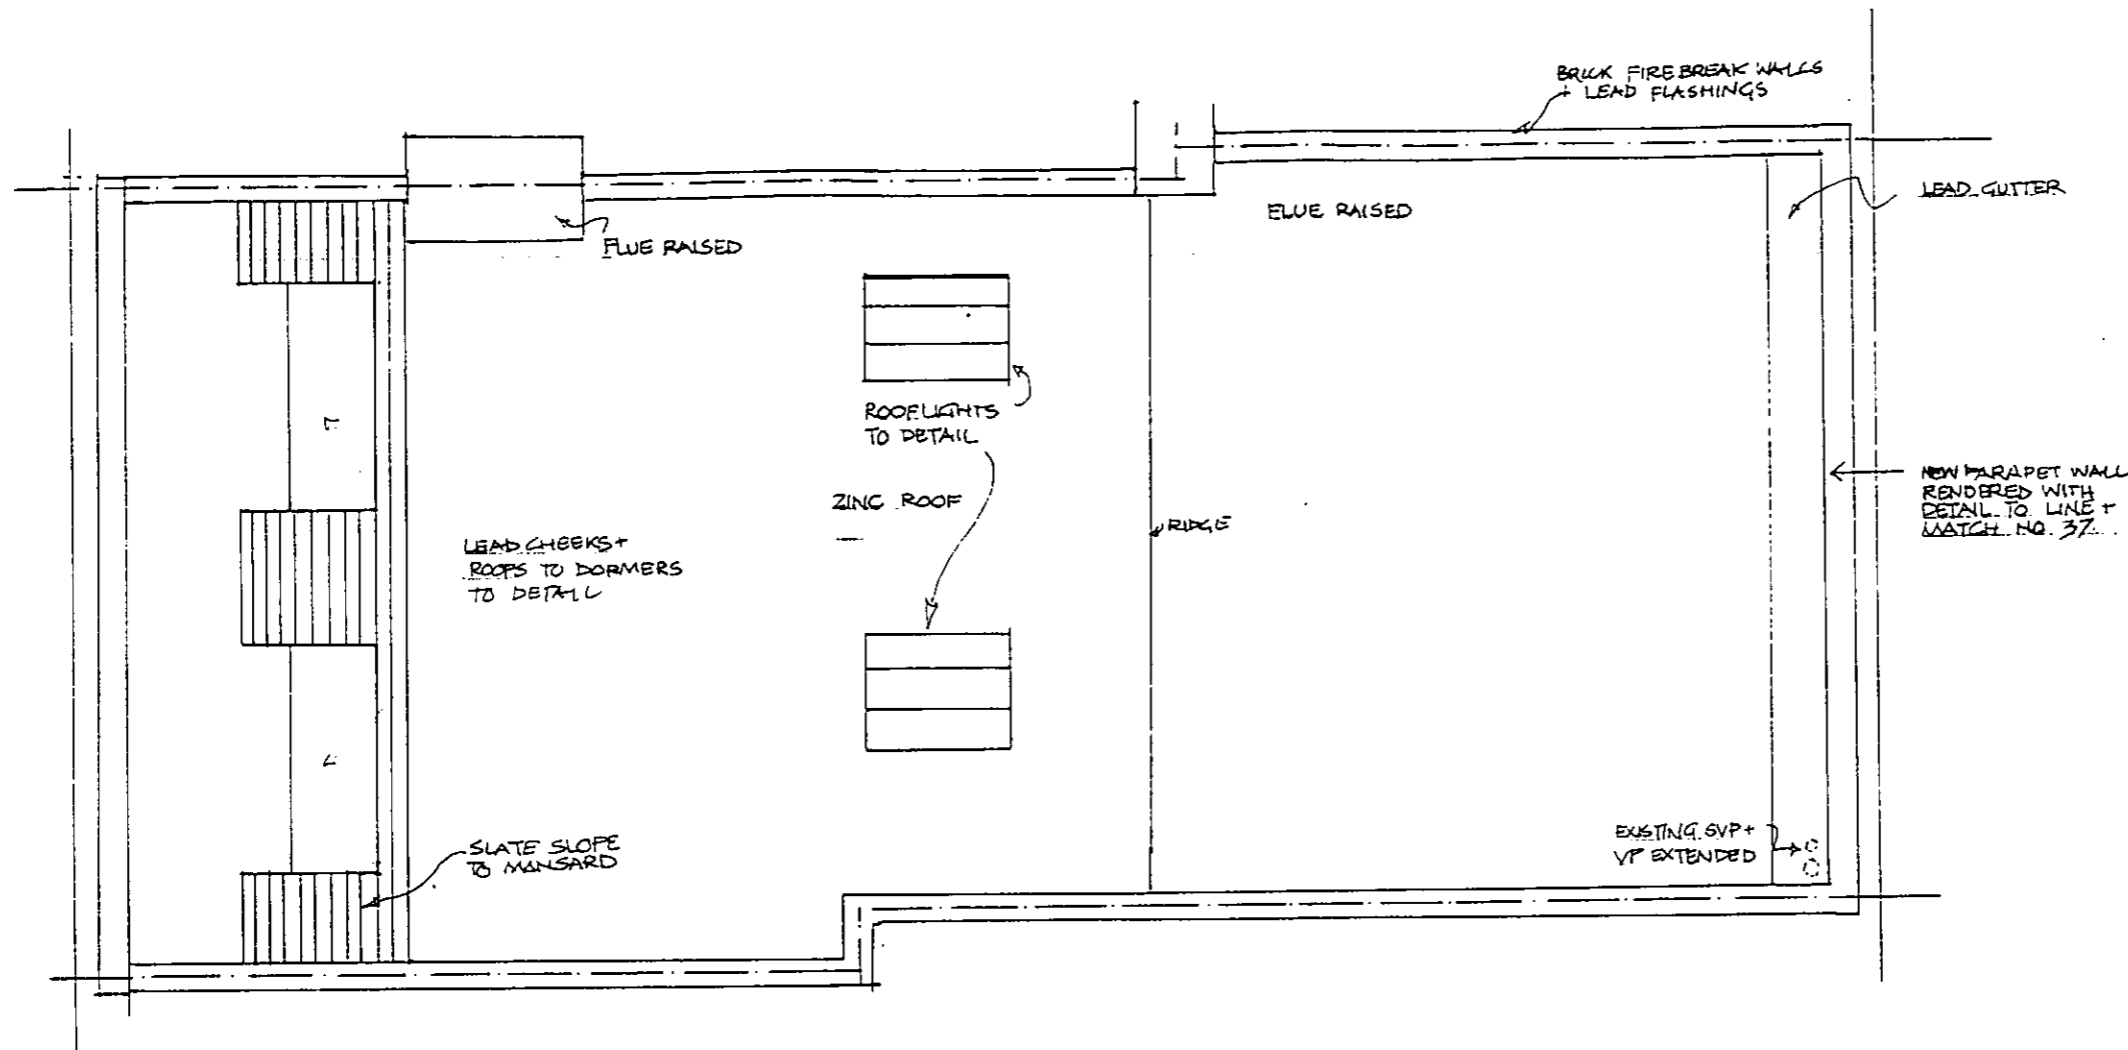 BRICK FIREBREAK WALLS
+ LEAD FLASHINGS
LEAD GUTTER
FLUE RAISED
FLUE RAISED
ROOFLIGHTS
TO DETAIL
ZINC ROOF
RIDGE
NEW PARAPET WALL
RENDERED WITH
DETAIL TO LINE +
MATCH NO. 37
LEAD CHEEKS +
ROOFS TO DORMERS
TO DETAIL
SLATE SLOPE
TO MANSARD
EXISTING SVP +
VP EXTENDED